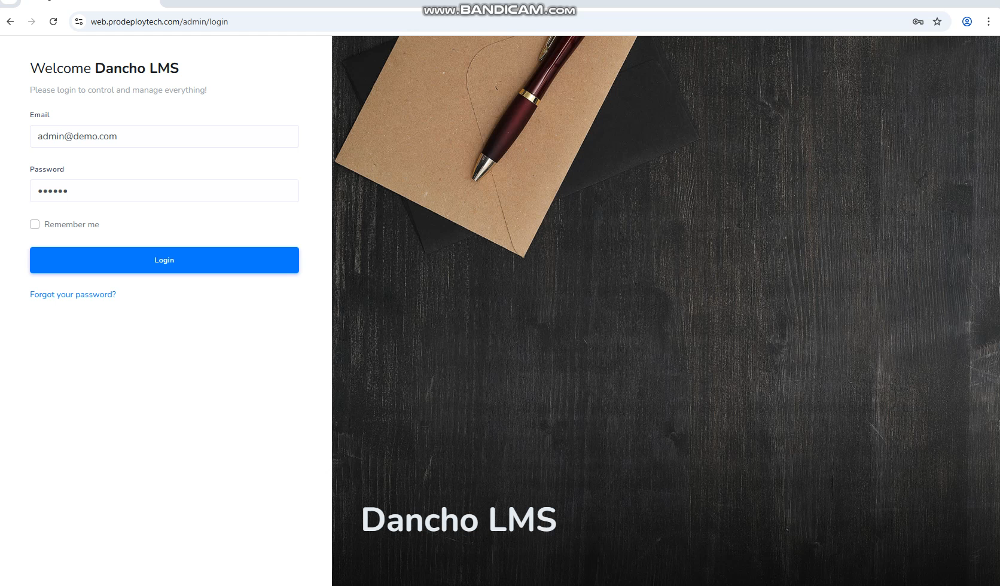 www.BANDICAM.com
web.prodeploytech.com/admin/login
Welcome Dancho LMS
Please login to control and manage everything!
Email
admin@demo.com
Password
••••••
Remember me
Login
Forgot your password?
Dancho LMS